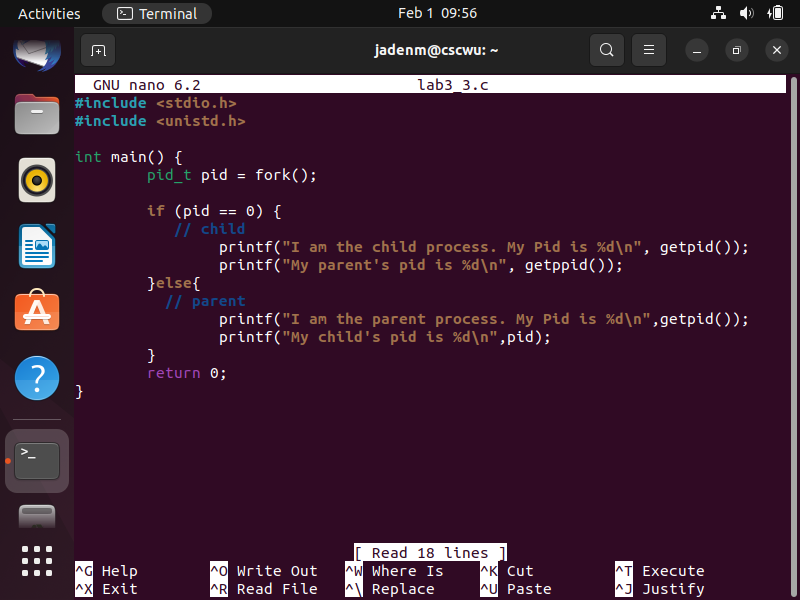 Activities Terminal Feb 1 09:56
jadenm@cscwu: ~
GNU nano 6.2 lab3_3.c
#include <stdio.h>
#include <unistd.h>
int main() {
pid_t pid = fork();
if (pid == 0) {
// child
printf("I am the child process. My Pid is %d\n", getpid());
printf("My parent's pid is %d\n", getppid());
}else{
// parent
printf("I am the parent process. My Pid is %d\n",getpid());
printf("My child's pid is %d\n",pid);
}
return 0;
}
[ Read 18 lines ]
^G Help ^O Write Out ^W Where Is ^K Cut ^T Execute
^X Exit ^R Read File ^\ Replace ^U Paste ^J Justify